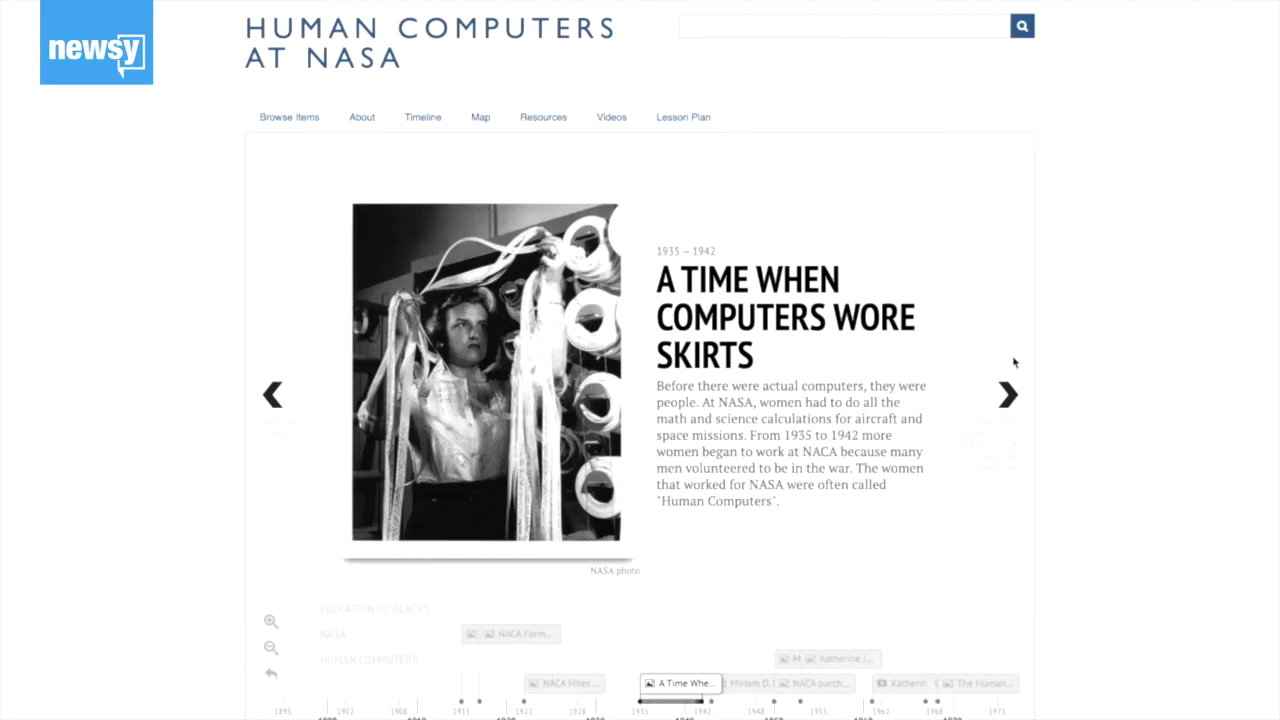 newsy
HUMAN COMPUTERS
AT NASA
Browse Items About Timeline Map Resources Videos Lesson Plan
1935 – 1942
A TIME WHEN
COMPUTERS WORE
SKIRTS
Before there were actual computers, they were
people. At NASA, women had to do all the
math and science calculations for aircraft and
space missions. From 1935 to 1942 more
women began to work at NACA because many
men volunteered to be in the war. The women
that worked for NASA were often called
"Human Computers".
NASA photo
EDUCATION OF BLACKS
NASA
NACA Form...
HUMAN COMPUTERS
M Katherine J...
NACA Hires ...
A Time Whe...
Miriam D.
NACA purch...
Katherin
The Human...
1895 1902 1908 1915 1922 1928 1935 1942 1948 1955 1962 1968 1975